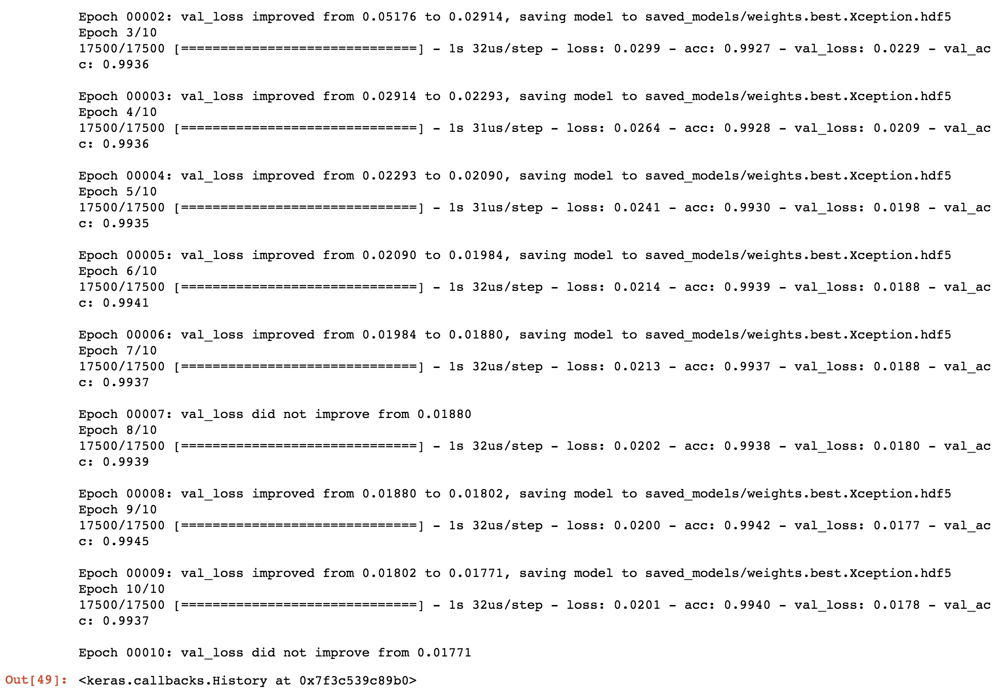 Epoch 00002: val_loss improved from 0.05176 to 0.02914, saving model to saved_models/weights.best.Xception.hdf5
Epoch 3/10
17500/17500 [==============================] - 1s 32us/step - loss: 0.0299 - acc: 0.9927 - val_loss: 0.0229 - val_ac
c: 0.9936

Epoch 00003: val_loss improved from 0.02914 to 0.02293, saving model to saved_models/weights.best.Xception.hdf5
Epoch 4/10
17500/17500 [==============================] - 1s 31us/step - loss: 0.0264 - acc: 0.9928 - val_loss: 0.0209 - val_ac
c: 0.9936

Epoch 00004: val_loss improved from 0.02293 to 0.02090, saving model to saved_models/weights.best.Xception.hdf5
Epoch 5/10
17500/17500 [==============================] - 1s 31us/step - loss: 0.0241 - acc: 0.9930 - val_loss: 0.0198 - val_ac
c: 0.9935

Epoch 00005: val_loss improved from 0.02090 to 0.01984, saving model to saved_models/weights.best.Xception.hdf5
Epoch 6/10
17500/17500 [==============================] - 1s 32us/step - loss: 0.0214 - acc: 0.9939 - val_loss: 0.0188 - val_ac
c: 0.9941

Epoch 00006: val_loss improved from 0.01984 to 0.01880, saving model to saved_models/weights.best.Xception.hdf5
Epoch 7/10
17500/17500 [==============================] - 1s 32us/step - loss: 0.0213 - acc: 0.9937 - val_loss: 0.0188 - val_ac
c: 0.9937

Epoch 00007: val_loss did not improve from 0.01880
Epoch 8/10
17500/17500 [==============================] - 1s 32us/step - loss: 0.0202 - acc: 0.9938 - val_loss: 0.0180 - val_ac
c: 0.9939

Epoch 00008: val_loss improved from 0.01880 to 0.01802, saving model to saved_models/weights.best.Xception.hdf5
Epoch 9/10
17500/17500 [==============================] - 1s 32us/step - loss: 0.0200 - acc: 0.9942 - val_loss: 0.0177 - val_ac
c: 0.9945

Epoch 00009: val_loss improved from 0.01802 to 0.01771, saving model to saved_models/weights.best.Xception.hdf5
Epoch 10/10
17500/17500 [==============================] - 1s 32us/step - loss: 0.0201 - acc: 0.9940 - val_loss: 0.0178 - val_ac
c: 0.9937

Epoch 00010: val_loss did not improve from 0.01771
Out[49]: <keras.callbacks.History at 0x7f3c539c89b0>